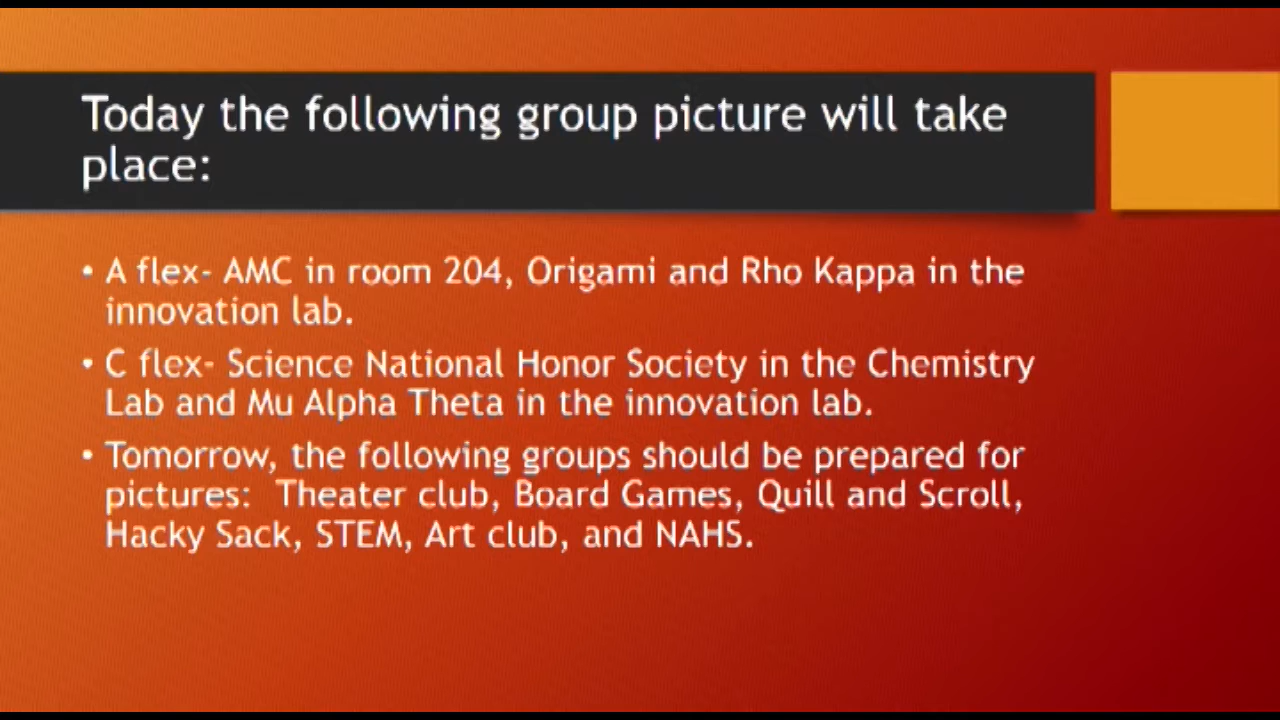 Today the following group picture will take
place:
• A flex- AMC in room 204, Origami and Rho Kappa in the
innovation lab.
• C flex- Science National Honor Society in the Chemistry
Lab and Mu Alpha Theta in the innovation lab.
• Tomorrow, the following groups should be prepared for
pictures:  Theater club, Board Games, Quill and Scroll,
Hacky Sack, STEM, Art club, and NAHS.